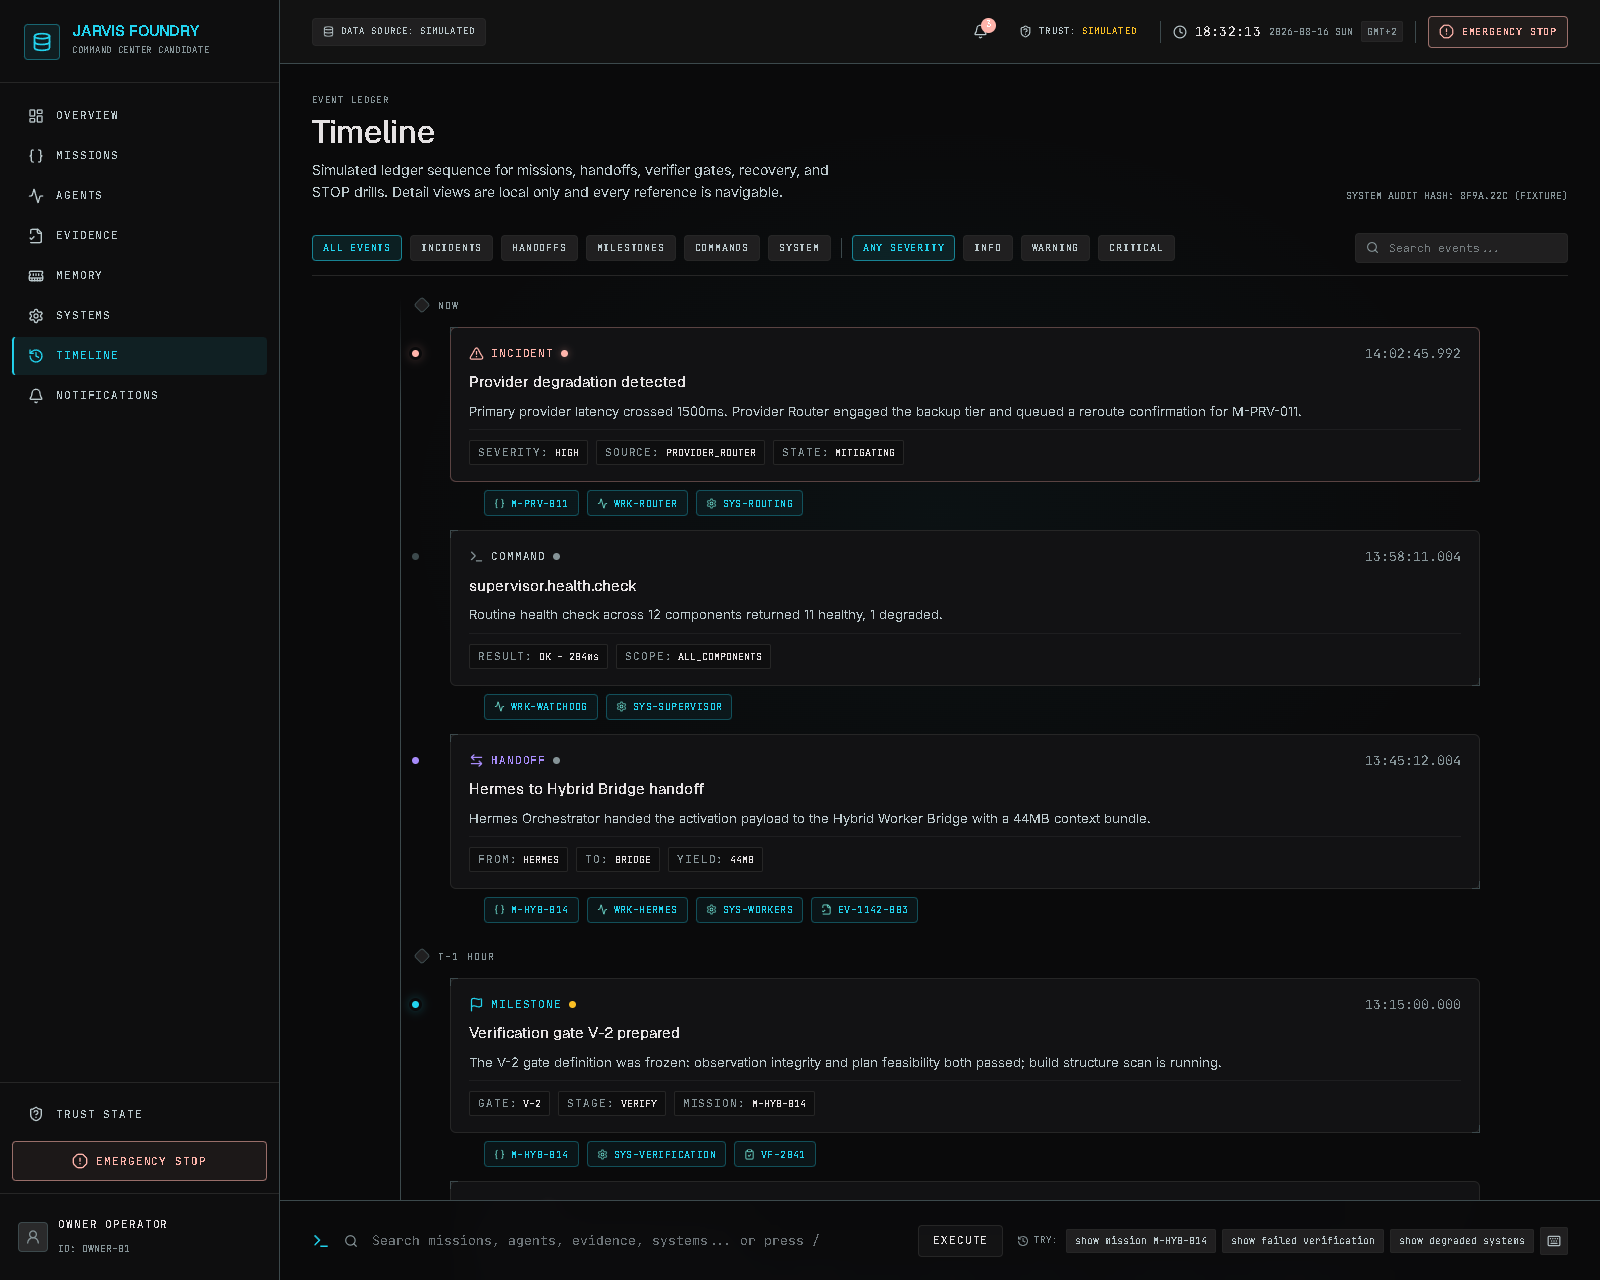 JARVIS FOUNDRY
COMMAND CENTER CANDIDATE
OVERVIEW
MISSIONS
AGENTS
EVIDENCE
MEMORY
SYSTEMS
TIMELINE
NOTIFICATIONS
TRUST STATE
EMERGENCY STOP
OWNER OPERATOR
ID: OWNER-01
DATA SOURCE: SIMULATED
TRUST: SIMULATED
18:32:13 2026-08-16 SUN GMT+2
EMERGENCY STOP
EVENT LEDGER
Timeline
Simulated ledger sequence for missions, handoffs, verifier gates, recovery, and
STOP drills. Detail views are local only and every reference is navigable.
SYSTEM AUDIT HASH: 8F9A.22C (FIXTURE)
ALL EVENTS INCIDENTS HANDOFFS MILESTONES COMMANDS SYSTEM ANY SEVERITY INFO WARNING CRITICAL Search events...
NOW
INCIDENT 14:02:45.992
Provider degradation detected
Primary provider latency crossed 1500ms. Provider Router engaged the backup tier and queued a reroute confirmation for M-PRV-011.
SEVERITY: HIGH SOURCE: PROVIDER_ROUTER STATE: MITIGATING
M-PRV-011 WRK-ROUTER SYS-ROUTING
COMMAND 13:58:11.004
supervisor.health.check
Routine health check across 12 components returned 11 healthy, 1 degraded.
RESULT: OK - 204ms SCOPE: ALL_COMPONENTS
WRK-WATCHDOG SYS-SUPERVISOR
HANDOFF 13:45:12.004
Hermes to Hybrid Bridge handoff
Hermes Orchestrator handed the activation payload to the Hybrid Worker Bridge with a 44MB context bundle.
FROM: HERMES TO: BRIDGE YIELD: 44MB
M-HYB-014 WRK-HERMES SYS-WORKERS EV-1142-003
T-1 HOUR
MILESTONE 13:15:00.000
Verification gate V-2 prepared
The V-2 gate definition was frozen: observation integrity and plan feasibility both passed; build structure scan is running.
GATE: V-2 STAGE: VERIFY MISSION: M-HYB-014
M-HYB-014 SYS-VERIFICATION VF-2041
Search missions, agents, evidence, systems... or press /
EXECUTE
TRY: show mission M-HYB-014 show failed verification show degraded systems